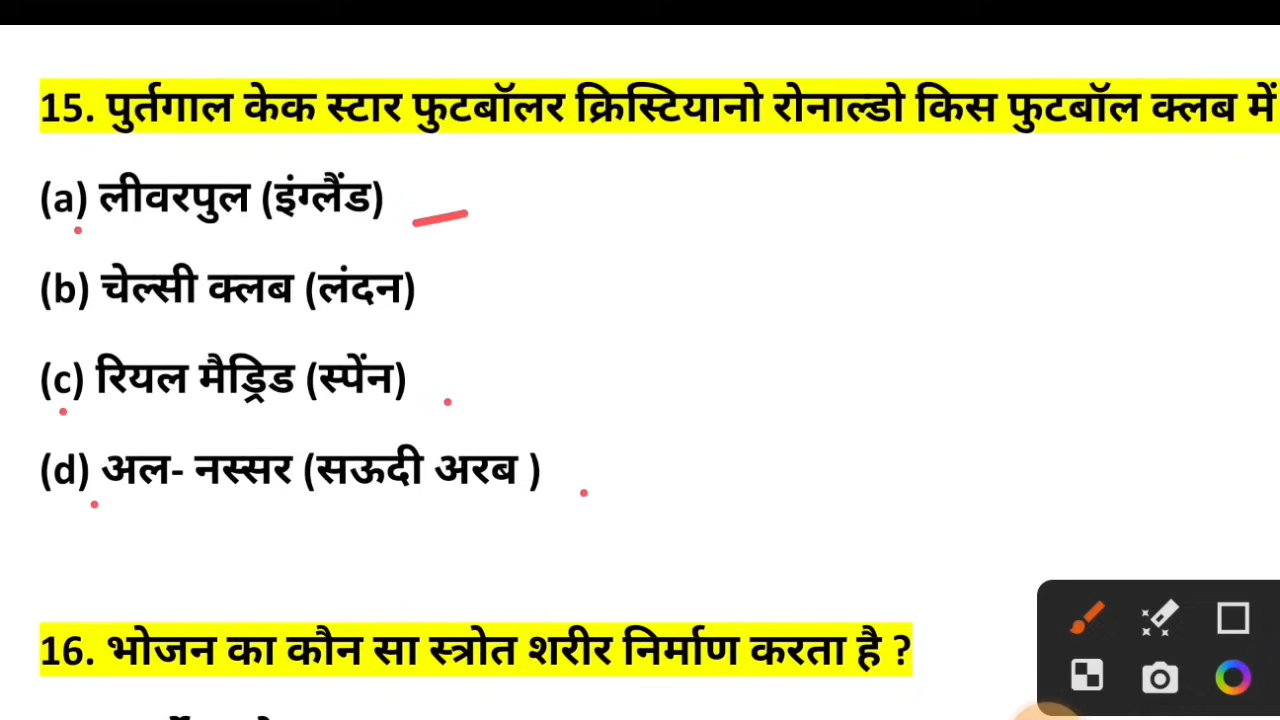 15. पुर्तगाल केक स्टार फुटबॉलर क्रिस्टियानो रोनाल्डो किस फुटबॉल क्लब में
(a) लीवरपुल (इंग्लैंड)
(b) चेल्सी क्लब (लंदन)
(c) रियल मैड्रिड (स्पेंन)
(d) अल- नस्सर (सऊदी अरब )
16. भोजन का कौन सा स्त्रोत शरीर निर्माण करता है ?